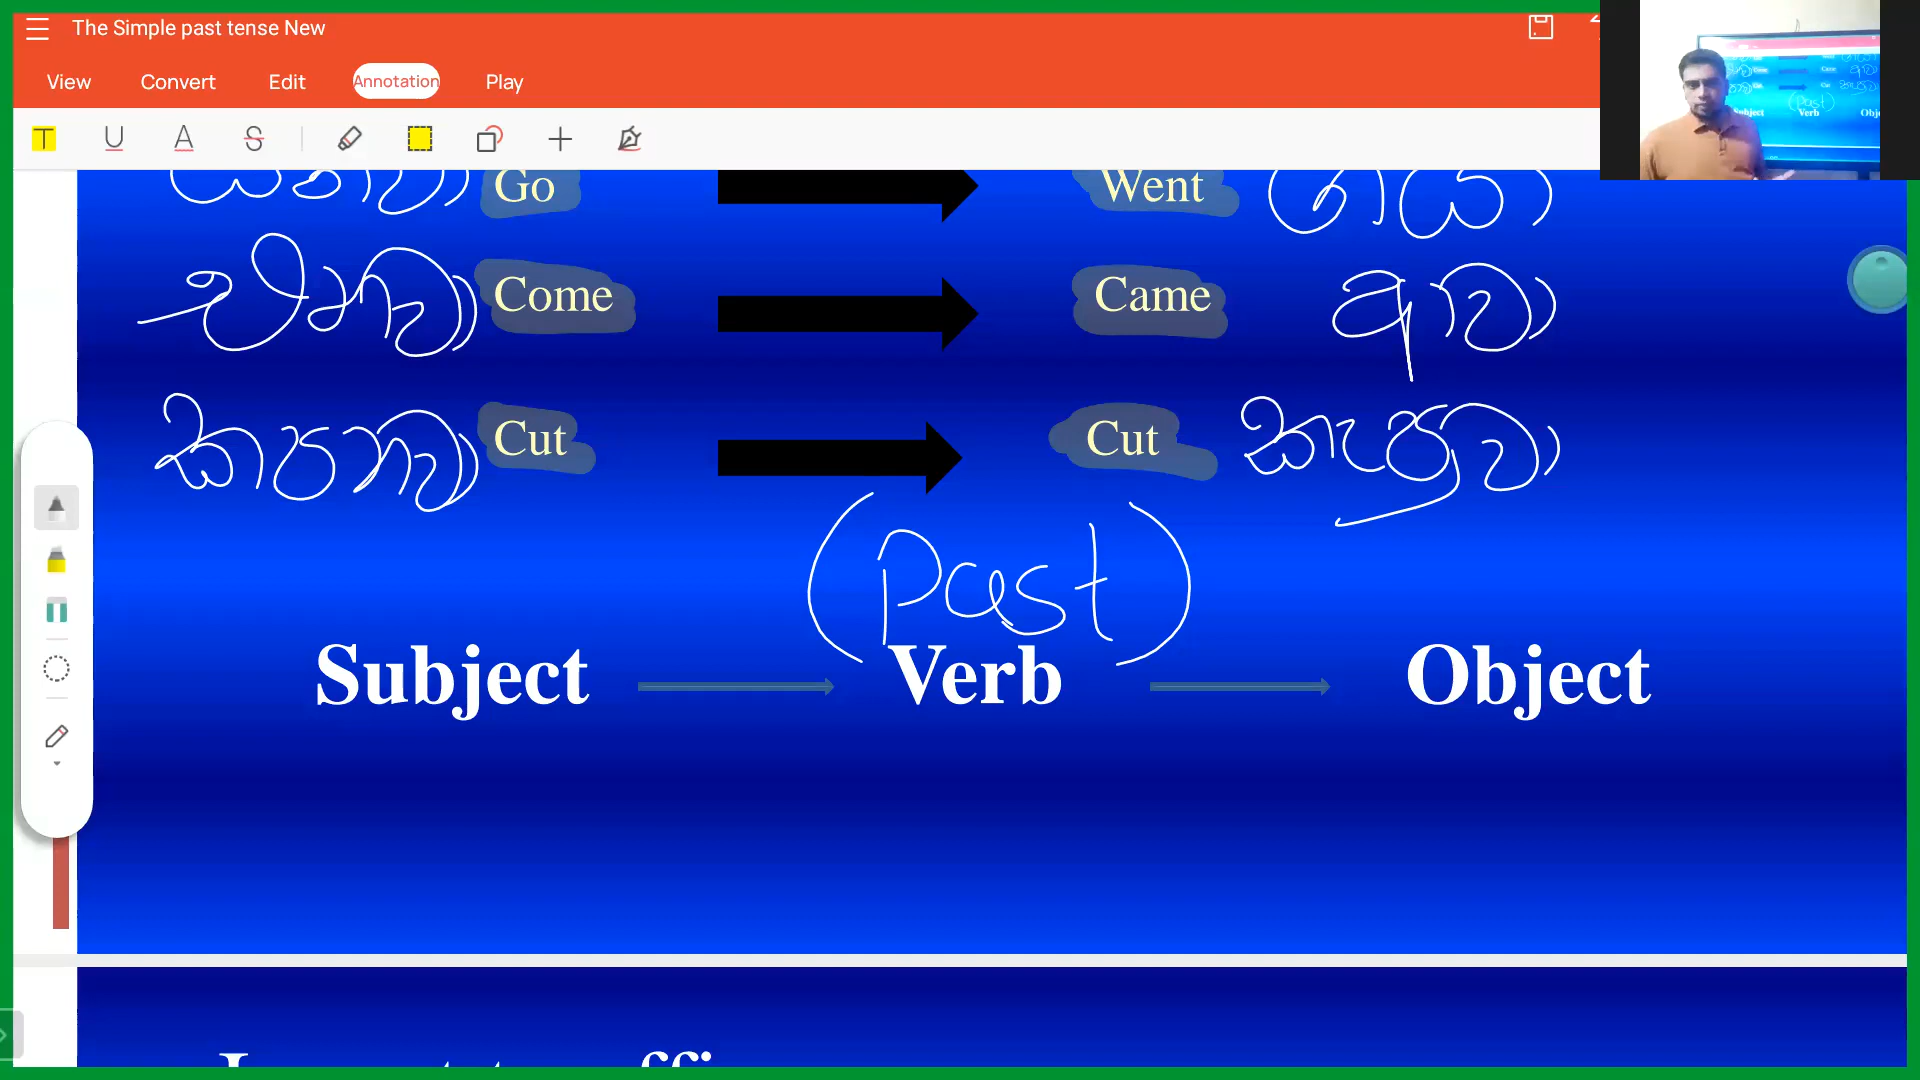 The Simple past tense New
View Convert Edit Annotation Play
යනවා Go Went ගියා
එනවා Come Came ආවා
කපනවා Cut Cut කැපුවා
(Past)
Subject Verb Object